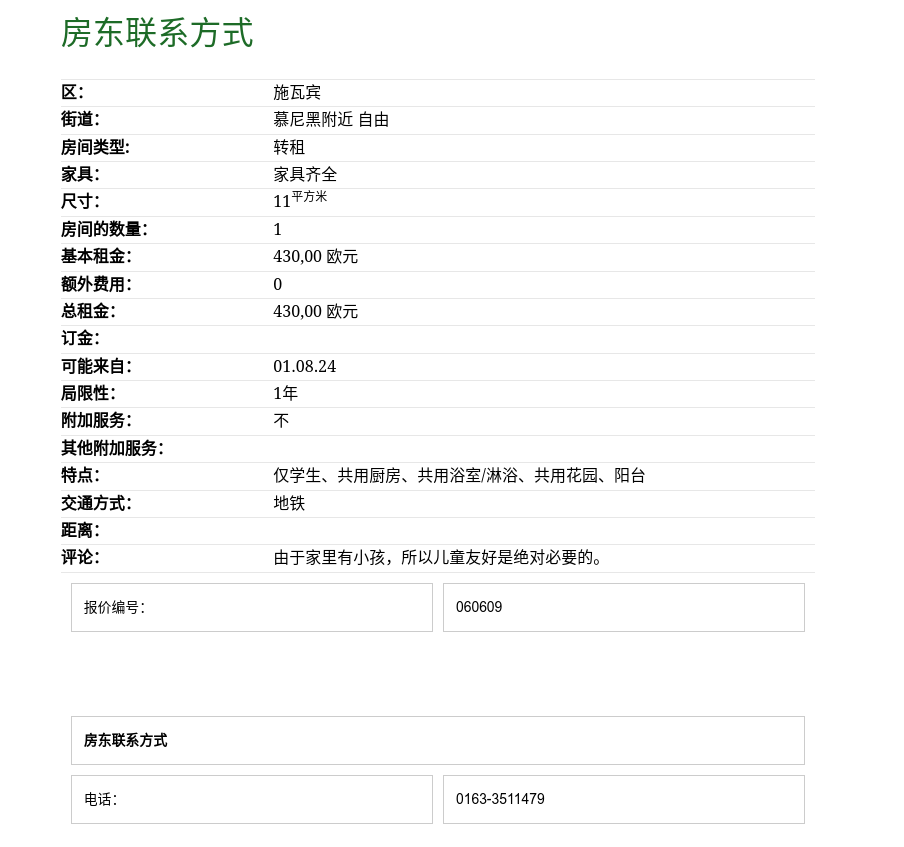 房东联系方式
区： 施瓦宾
街道： 慕尼黑附近 自由
房间类型: 转租
家具： 家具齐全
尺寸： 11平方米
房间的数量： 1
基本租金： 430,00 欧元
额外费用： 0
总租金： 430,00 欧元
订金：
可能来自： 01.08.24
局限性： 1年
附加服务： 不
其他附加服务：
特点： 仅学生、共用厨房、共用浴室/淋浴、共用花园、阳台
交通方式： 地铁
距离：
评论： 由于家里有小孩，所以儿童友好是绝对必要的。
报价编号： 060609
房东联系方式
电话： 0163-3511479